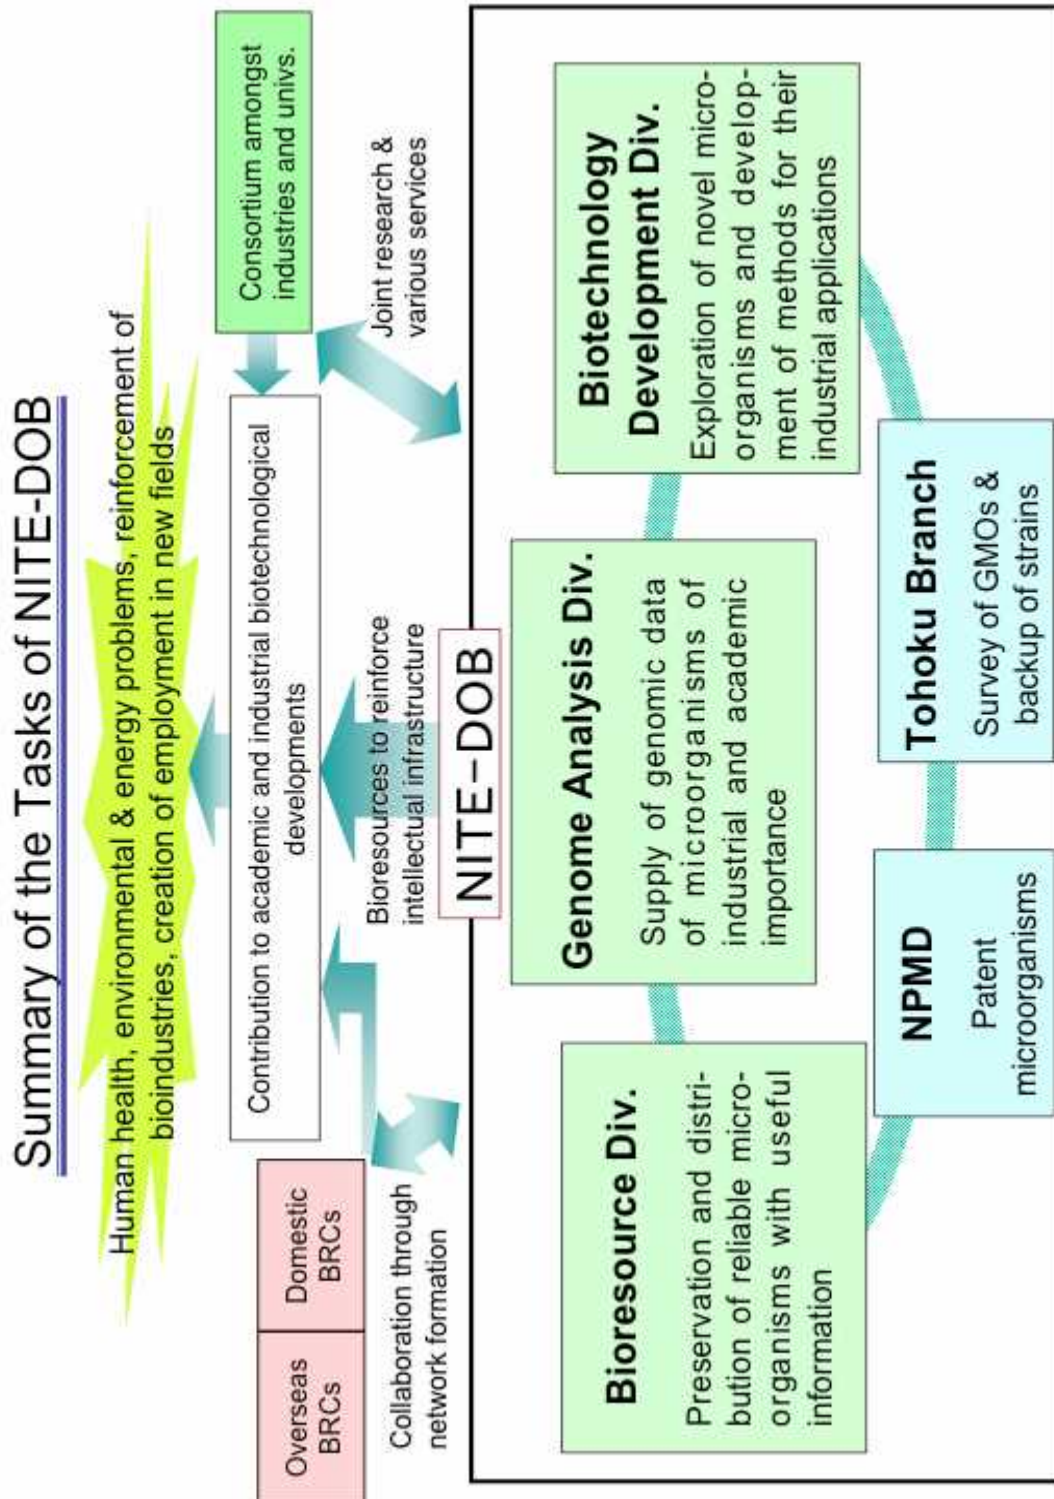 Summary of the Tasks of NITE-DOB
Human health, environmental & energy problems, reinforcement of
bioindustries, creation of employment in new fields
Overseas
BRCs
Domestic
BRCs
Contribution to academic and industrial biotechnological
developments
Consortium amongst
industries and univs.
Collaboration through
network formation
Bioresources to reinforce
intellectual infrastructure
Joint research &
various services
NITE-DOB
Bioresource Div.
Preservation and distri-
bution of reliable micro-
organisms with useful
information
Genome Analysis Div.
Supply of genomic data
of microorganisms of
industrial and academic
importance
Biotechnology
Development Div.
Exploration of novel micro-
organisms and develop-
ment of methods for their
industrial applications
NPMD
Patent
microorganisms
Tohoku Branch
Survey of GMOs &
backup of strains